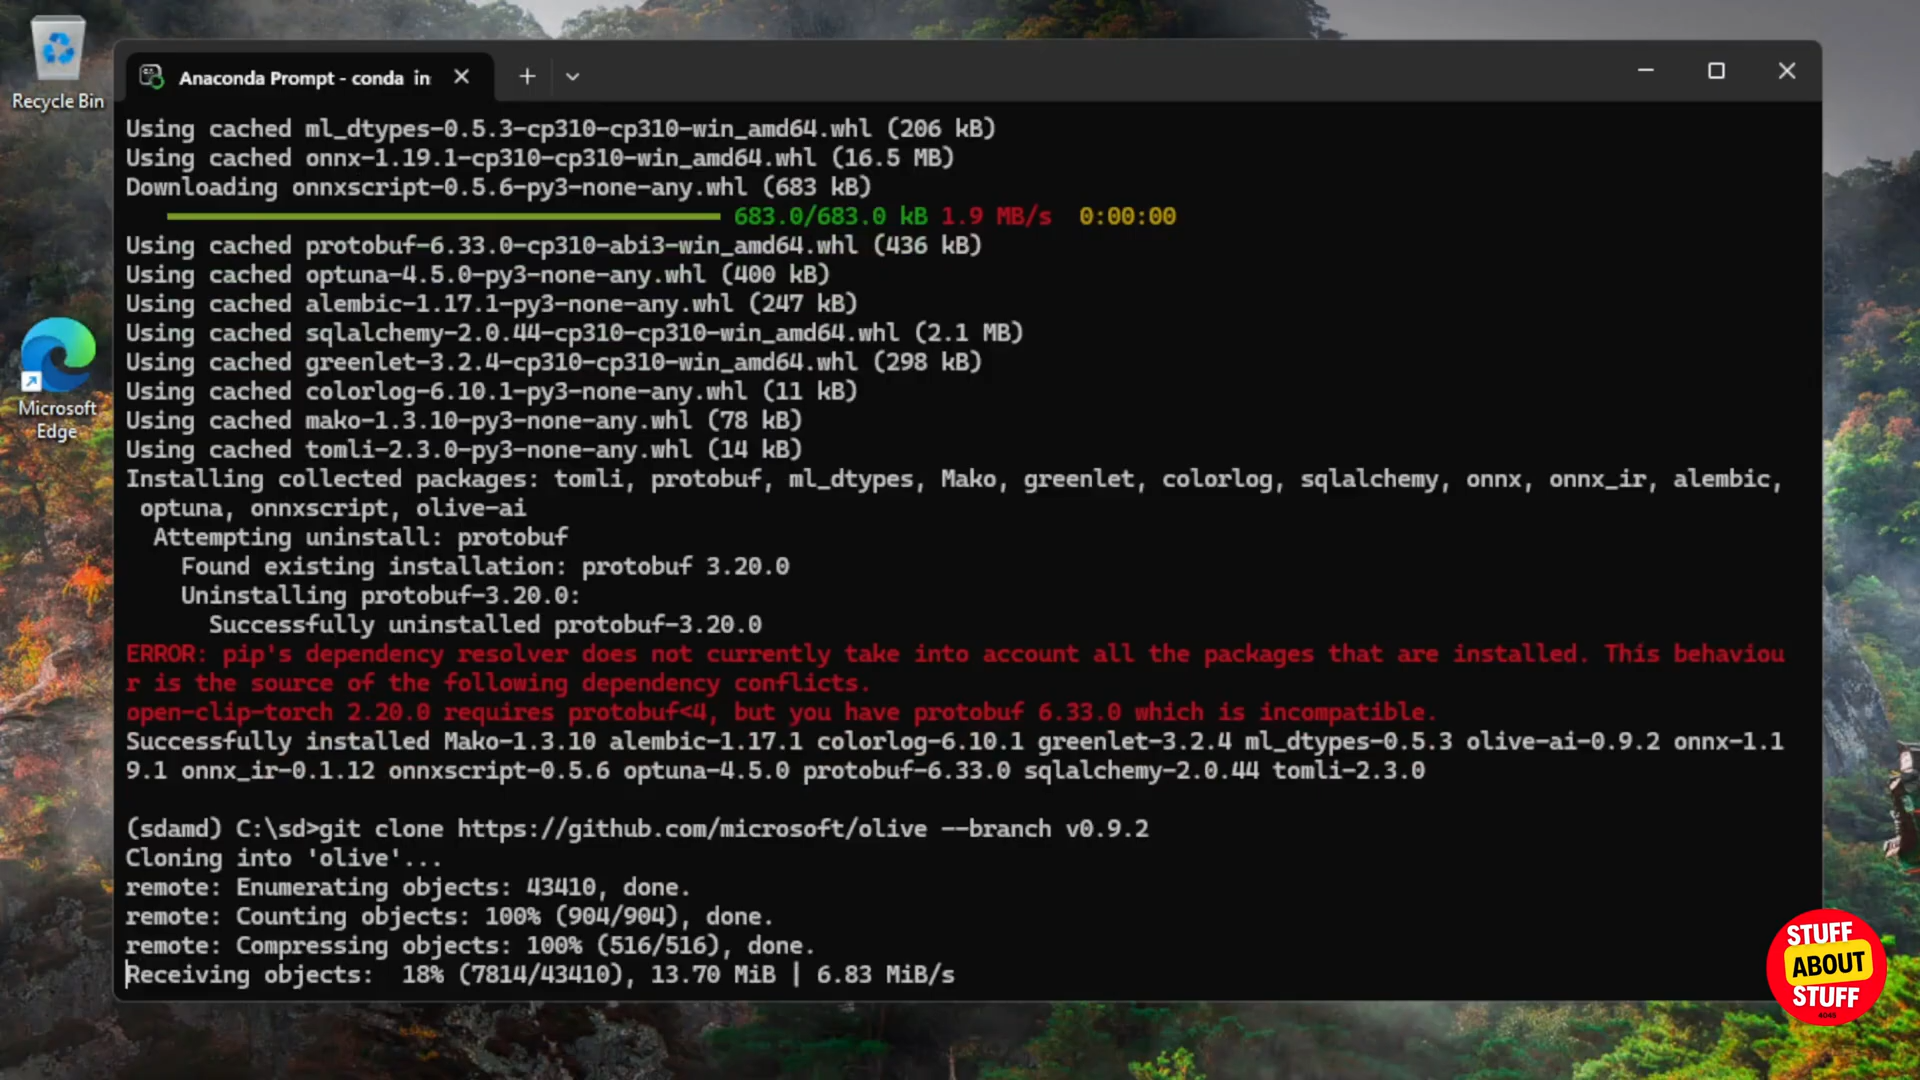 Recycle Bin
Microsoft
Edge
Anaconda Prompt - conda in
Using cached ml_dtypes-0.5.3-cp310-cp310-win_amd64.whl (206 kB)
Using cached onnx-1.19.1-cp310-cp310-win_amd64.whl (16.5 MB)
Downloading onnxscript-0.5.6-py3-none-any.whl (683 kB)
683.0/683.0 kB 1.9 MB/s 0:00:00
Using cached protobuf-6.33.0-cp310-abi3-win_amd64.whl (436 kB)
Using cached optuna-4.5.0-py3-none-any.whl (400 kB)
Using cached alembic-1.17.1-py3-none-any.whl (247 kB)
Using cached sqlalchemy-2.0.44-cp310-cp310-win_amd64.whl (2.1 MB)
Using cached greenlet-3.2.4-cp310-cp310-win_amd64.whl (298 kB)
Using cached colorlog-6.10.1-py3-none-any.whl (11 kB)
Using cached mako-1.3.10-py3-none-any.whl (78 kB)
Using cached tomli-2.3.0-py3-none-any.whl (14 kB)
Installing collected packages: tomli, protobuf, ml_dtypes, Mako, greenlet, colorlog, sqlalchemy, onnx, onnx_ir, alembic,
optuna, onnxscript, olive-ai
Attempting uninstall: protobuf
Found existing installation: protobuf 3.20.0
Uninstalling protobuf-3.20.0:
Successfully uninstalled protobuf-3.20.0
ERROR: pip's dependency resolver does not currently take into account all the packages that are installed. This behaviou
r is the source of the following dependency conflicts.
open-clip-torch 2.20.0 requires protobuf<4, but you have protobuf 6.33.0 which is incompatible.
Successfully installed Mako-1.3.10 alembic-1.17.1 colorlog-6.10.1 greenlet-3.2.4 ml_dtypes-0.5.3 olive-ai-0.9.2 onnx-1.1
9.1 onnx_ir-0.1.12 onnxscript-0.5.6 optuna-4.5.0 protobuf-6.33.0 sqlalchemy-2.0.44 tomli-2.3.0
(sdamd) C:\sd>git clone https://github.com/microsoft/olive --branch v0.9.2
Cloning into 'olive'...
remote: Enumerating objects: 43410, done.
remote: Counting objects: 100% (904/904), done.
remote: Compressing objects: 100% (516/516), done.
Receiving objects: 18% (7814/43410), 13.70 MiB | 6.83 MiB/s
STUFF
ABOUT
STUFF